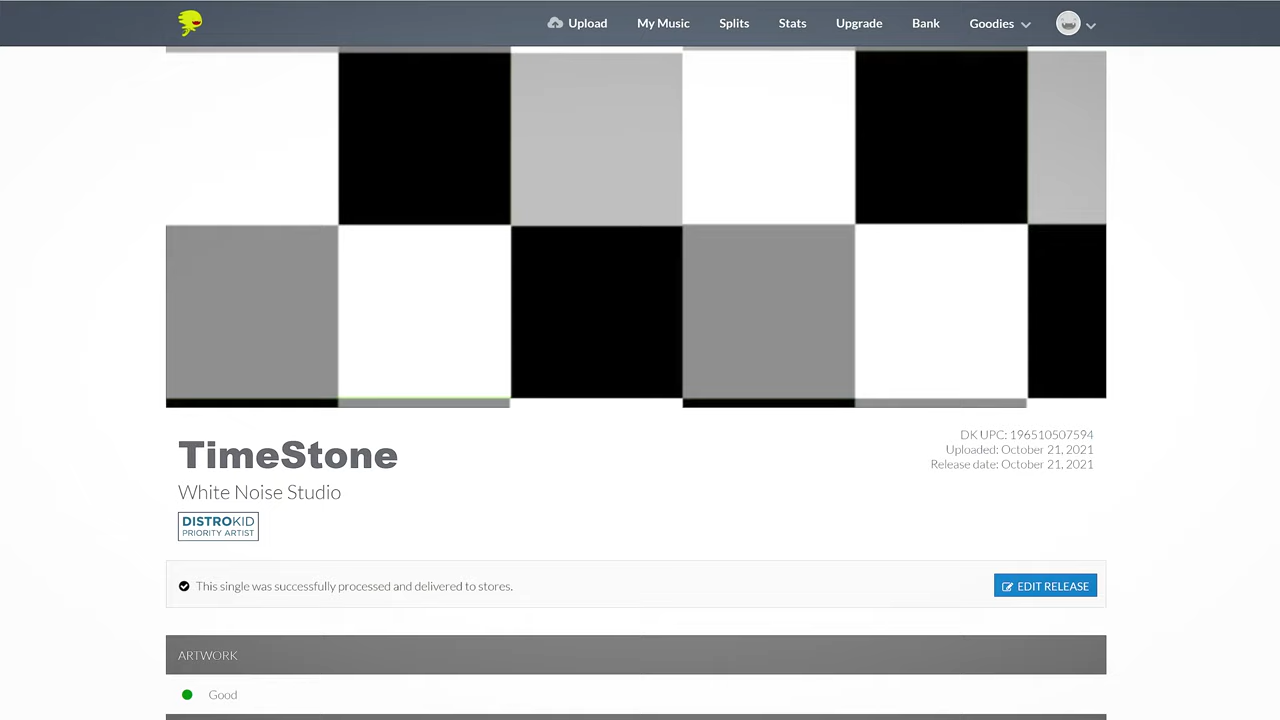 Upload My Music Splits Stats Upgrade Bank Goodies
TimeStone
White Noise Studio
DISTROKID
PRIORITY ARTIST
DK UPC: 196510507594
Uploaded: October 21, 2021
Release date: October 21, 2021
This single was successfully processed and delivered to stores.
EDIT RELEASE
ARTWORK
Good